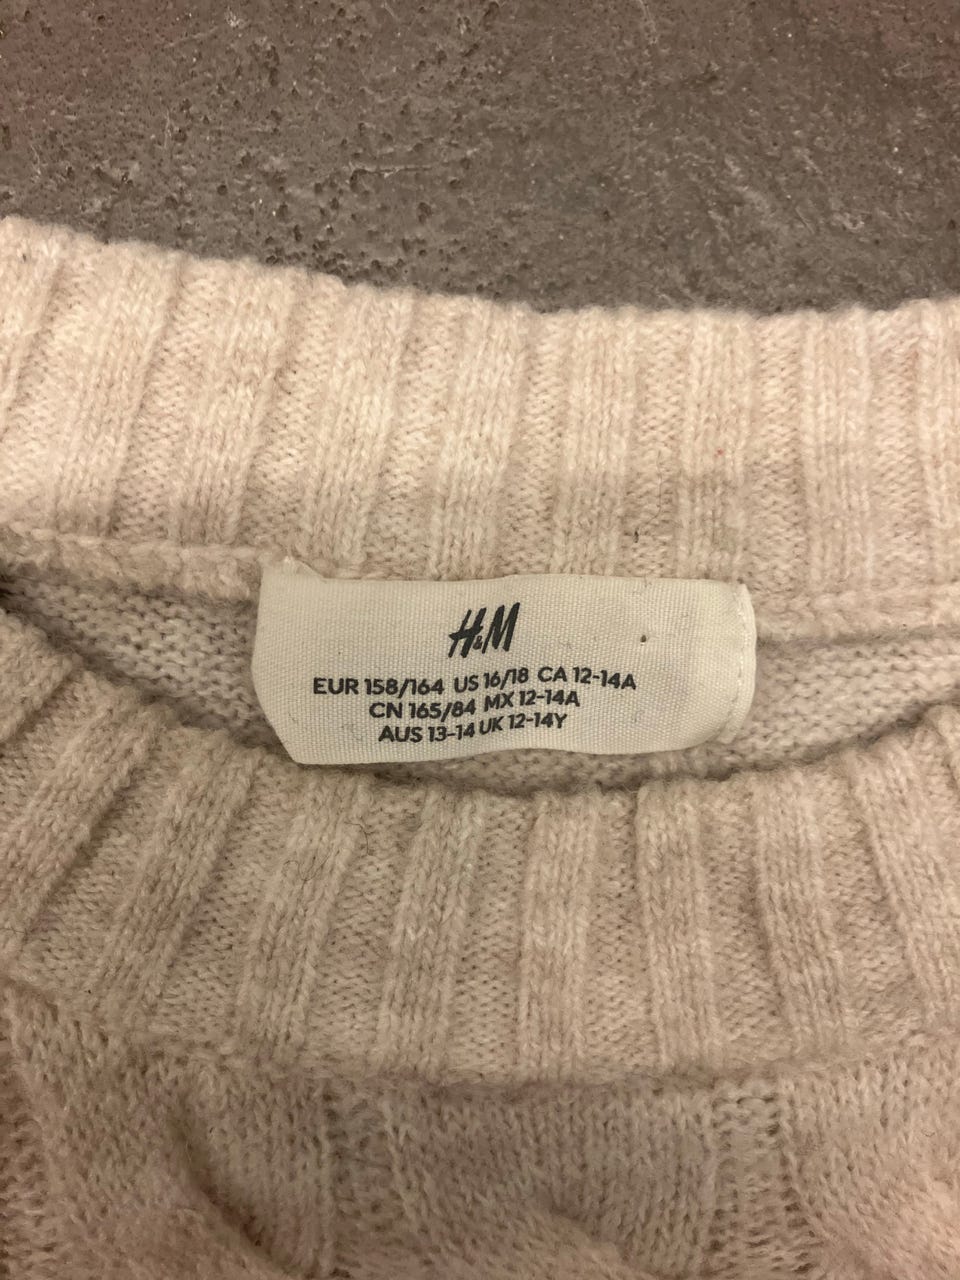 H&M
EUR 158/164 US 16/18 CA 12-14A
CN 165/84 MX 12-14A
AUS 13-14 UK 12-14Y